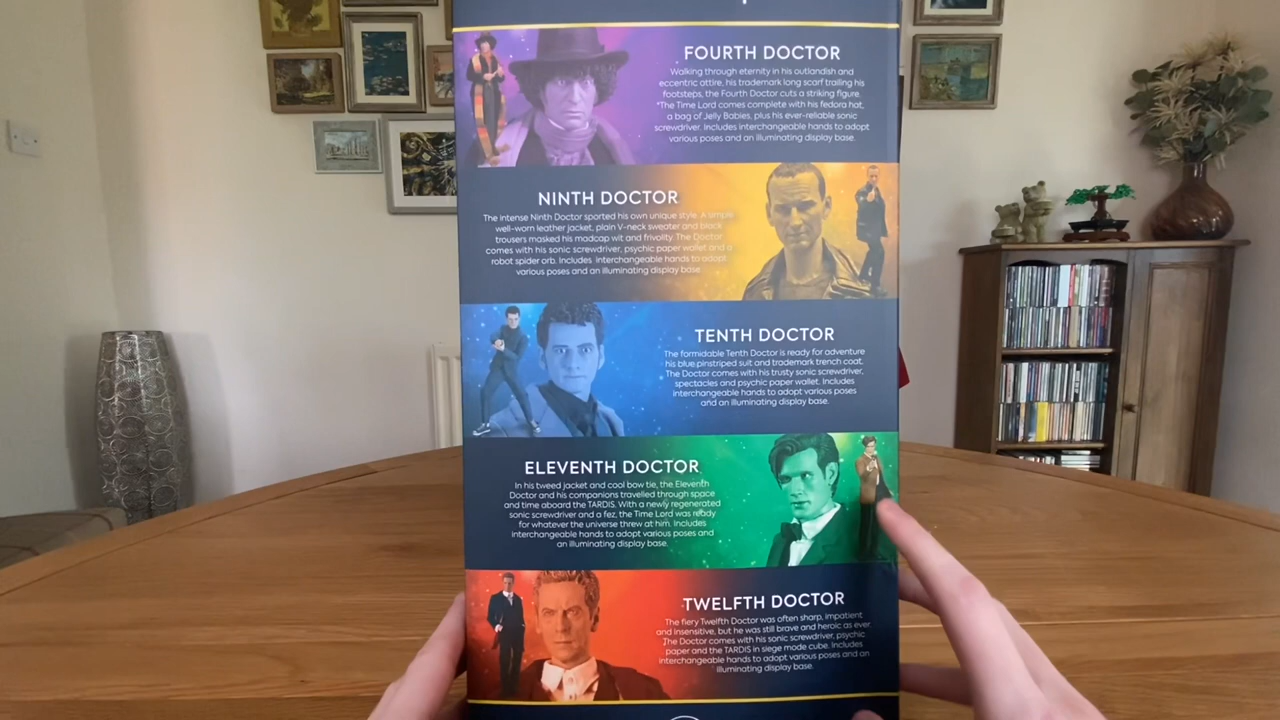 FOURTH DOCTOR
Walking through eternity in his outlandish and
eccentric attire, his trademark long scarf trailing his
footsteps, the Fourth Doctor cuts a striking figure.
"The Time Lord comes complete with his fedora hat,
a bag of Jelly Babies, plus his ever-reliable sonic
screwdriver. Includes interchangeable hands to adopt
various poses and an illuminating display base.
NINTH DOCTOR
The intense Ninth Doctor sported his own unique style. A simple
well-worn leather jacket, plain V-neck sweater and black
trousers masked his madcap wit and frivolity. The Doctor
comes with his sonic screwdriver, psychic paper wallet and a
robot spider orb. Includes interchangeable hands to adopt
various poses and an illuminating display base
TENTH DOCTOR
The formidable Tenth Doctor is ready for adventure
his blue pinstriped suit and trademark trench coat.
The Doctor comes with his trusty sonic screwdriver,
spectacles and psychic paper wallet. Includes
interchangeable hands to adopt various poses
and an illuminating display base.
ELEVENTH DOCTOR
In his tweed jacket and cool bow tie, the Eleventh
Doctor and his companions travelled through space
and time aboard the TARDIS. With a newly regenerated
sonic screwdriver and a fez, the Time Lord was ready
for whatever the universe threw at him. Includes
interchangeable hands to adopt various poses and
an illuminating display base.
TWELFTH DOCTOR
The fiery Twelfth Doctor was often sharp, impatient
and insensitive, but he was still brave and heroic as ever.
The Doctor comes with his sonic screwdriver, psychic
paper and the TARDIS in siege mode cube. Includes
interchangeable hands to adopt various poses and an
illuminating display base.